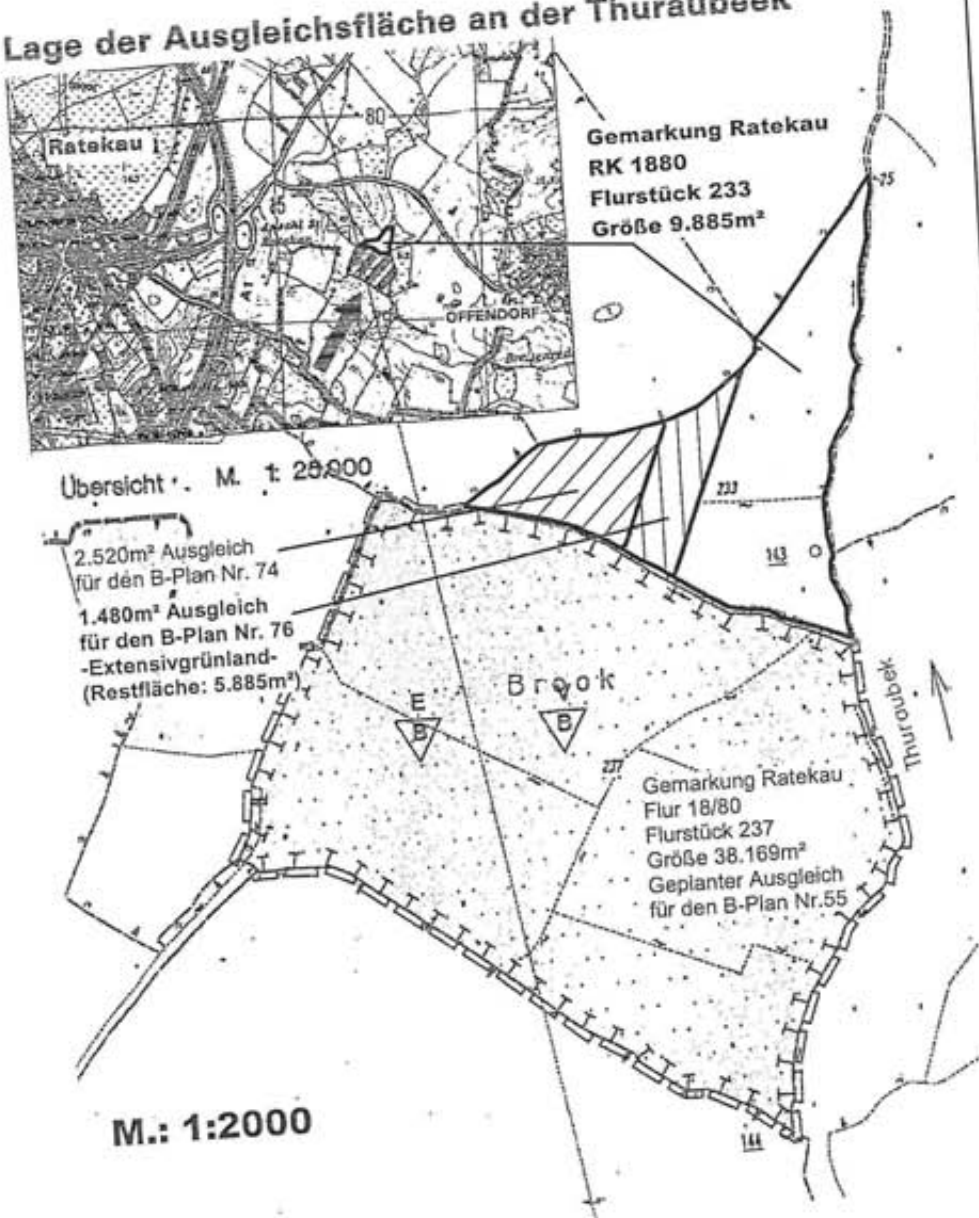 Lage der Ausgleichsfläche an der Thuraubeek
Ratekau
80
A1
OFFENDORF
Gemarkung Ratekau
RK 1880
Flurstück 233
Größe 9.885m²
Übersicht M. 1: 25.000
2.520m² Ausgleich
für den B-Plan Nr. 74
1.480m² Ausgleich
für den B-Plan Nr. 76
-Extensivgrünland-
(Restfläche: 5.885m²)
233
143
Brook
E
B
B
237
Thuraubek
Gemarkung Ratekau
Flur 18/80
Flurstück 237
Größe 38.169m²
Geplanter Ausgleich
für den B-Plan Nr.55
M.: 1:2000
144